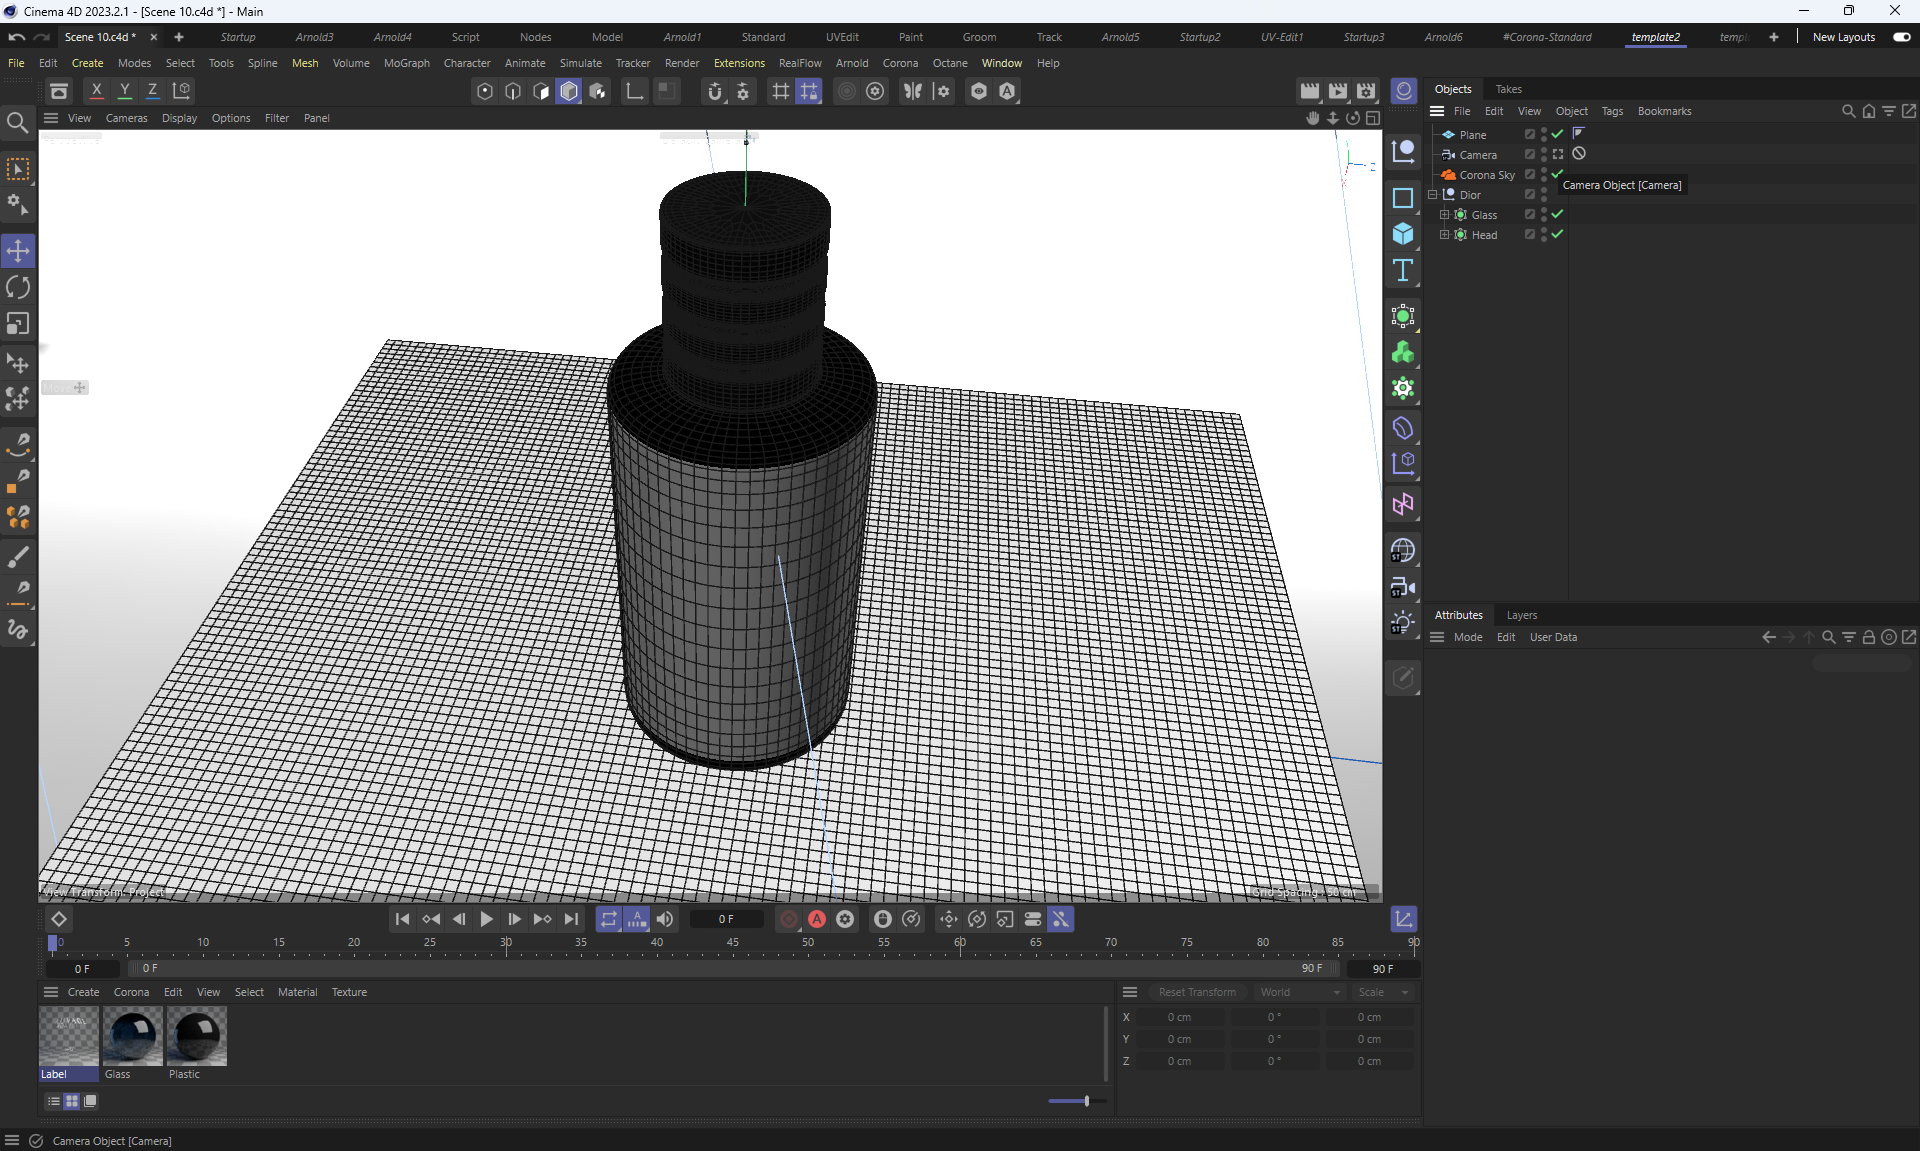 Cinema 4D 2023.2.1 - [Scene 10.c4d *] - Main
Scene 10.c4d * Startup Arnold3 Arnold4 Script Nodes Model Arnold1 Standard UVEdit Paint Groom Track Arnold5 Startup2 UV-Edit1 Startup3 Arnold6 #Corona-Standard template2 templ New Layouts
File Edit Create Modes Select Tools Spline Mesh Volume MoGraph Character Animate Simulate Tracker Render Extensions RealFlow Arnold Corona Octane Window Help
X Y Z
Objects Takes
File Edit View Object Tags Bookmarks
View Cameras Display Options Filter Panel
Plane
Camera
Corona Sky
Camera Object [Camera]
Dior
Glass
Head
Move
View Transform: Project
Grid Spacing : 50 cm
Attributes Layers
Mode Edit User Data
0 F
0 5 10 15 20 25 30 35 40 45 50 55 60 65 70 75 80 85 90
0 F 0 F 90 F 90 F
Create Corona Edit View Select Material Texture
Reset Transform World Scale
X 0 cm 0 ° 0 cm
Y 0 cm 0 ° 0 cm
Z 0 cm 0 ° 0 cm
Label Glass Plastic
Camera Object [Camera]